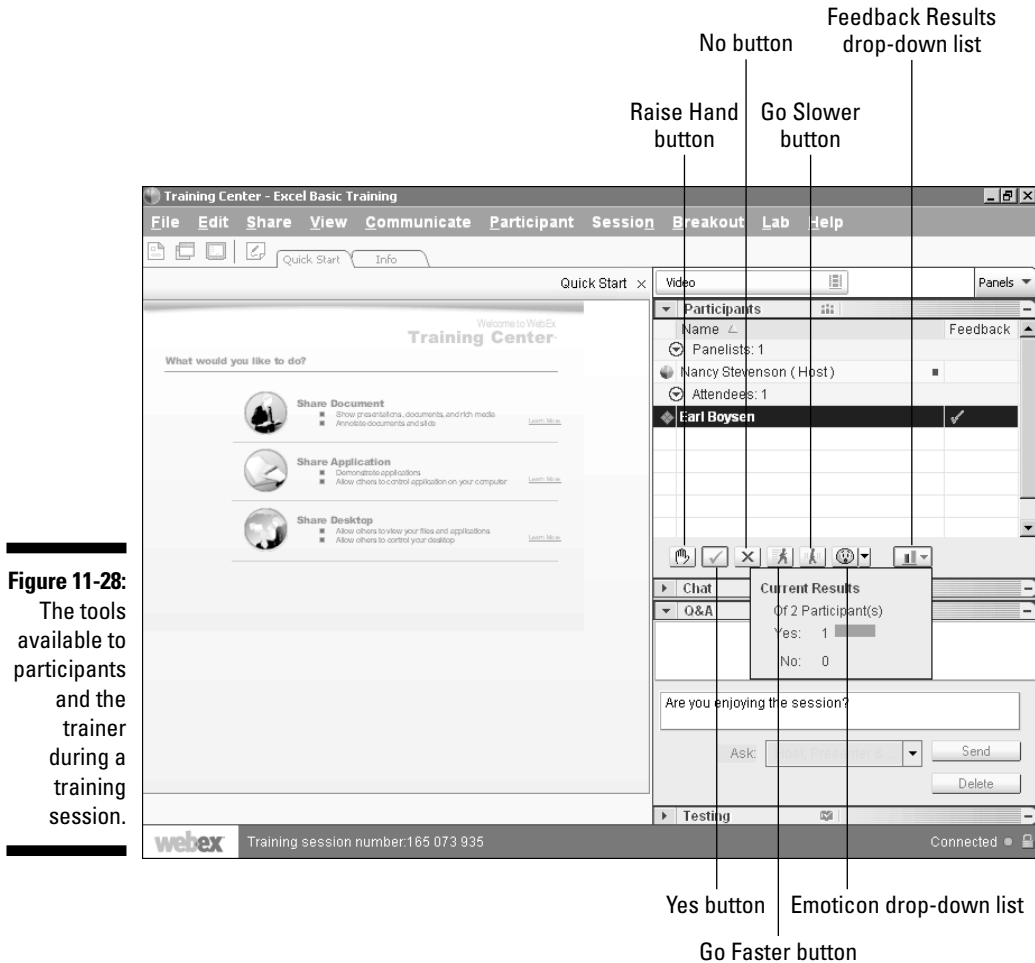 Feedback Results
drop-down list
No button
Raise Hand
button
Go Slower
button
Training Center - Excel Basic Training
File Edit Share View Communicate Participant Session Breakout Lab Help
Quick Start Info
Quick Start
Video
Panels
Participants
Name
Feedback
Panelists: 1
Nancy Stevenson ( Host )
Attendees: 1
Earl Boysen
Welcome to WebEx
Training Center
What would you like to do?
Share Document
Show presentations, documents, and rich media
Annotate documents and slide
Learn More
Share Application
Demonstrate applications
Allow others to control application on your computer
Learn More
Share Desktop
Allow others to view your files and applications
Allow others to control your desktop
Learn More
Chat
Q&A
Current Results
Of 2 Participant(s)
Yes: 1
No: 0
Are you enjoying the session?
Ask:
Send
Delete
Testing
webex
Training session number:165 073 935
Connected
Figure 11-28:
The tools
available to
participants
and the
trainer
during a
training
session.
Yes button
Emoticon drop-down list
Go Faster button